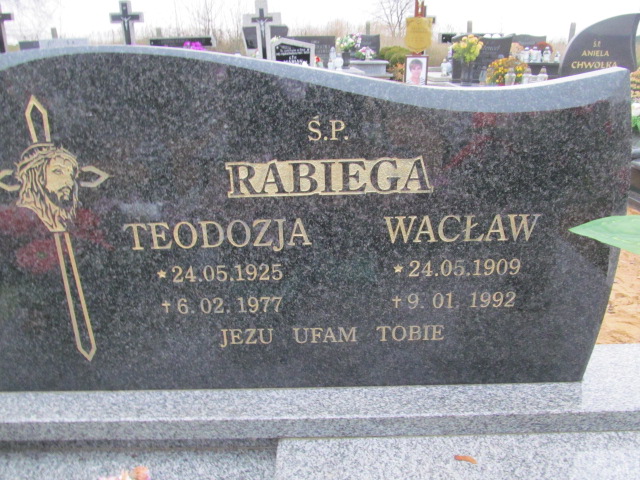 Ś.P.
RABIEGA
TEODOZJA WACŁAW
★24.05.1925 ★24.05.1909
✝6.02.1977 ✝9.01.1992
JEZU UFAM TOBIE
ŚP.
ANIELA
CHWOLKA